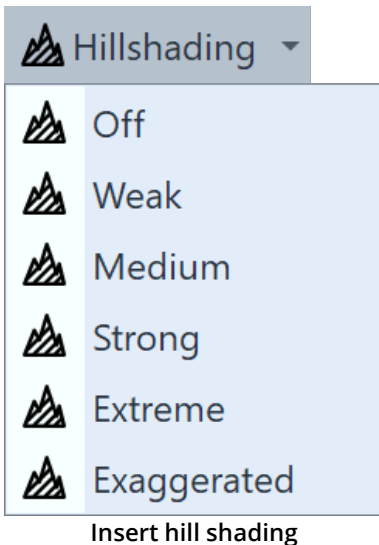 Hillshading
Off
Weak
Medium
Strong
Extreme
Exaggerated
Insert hill shading